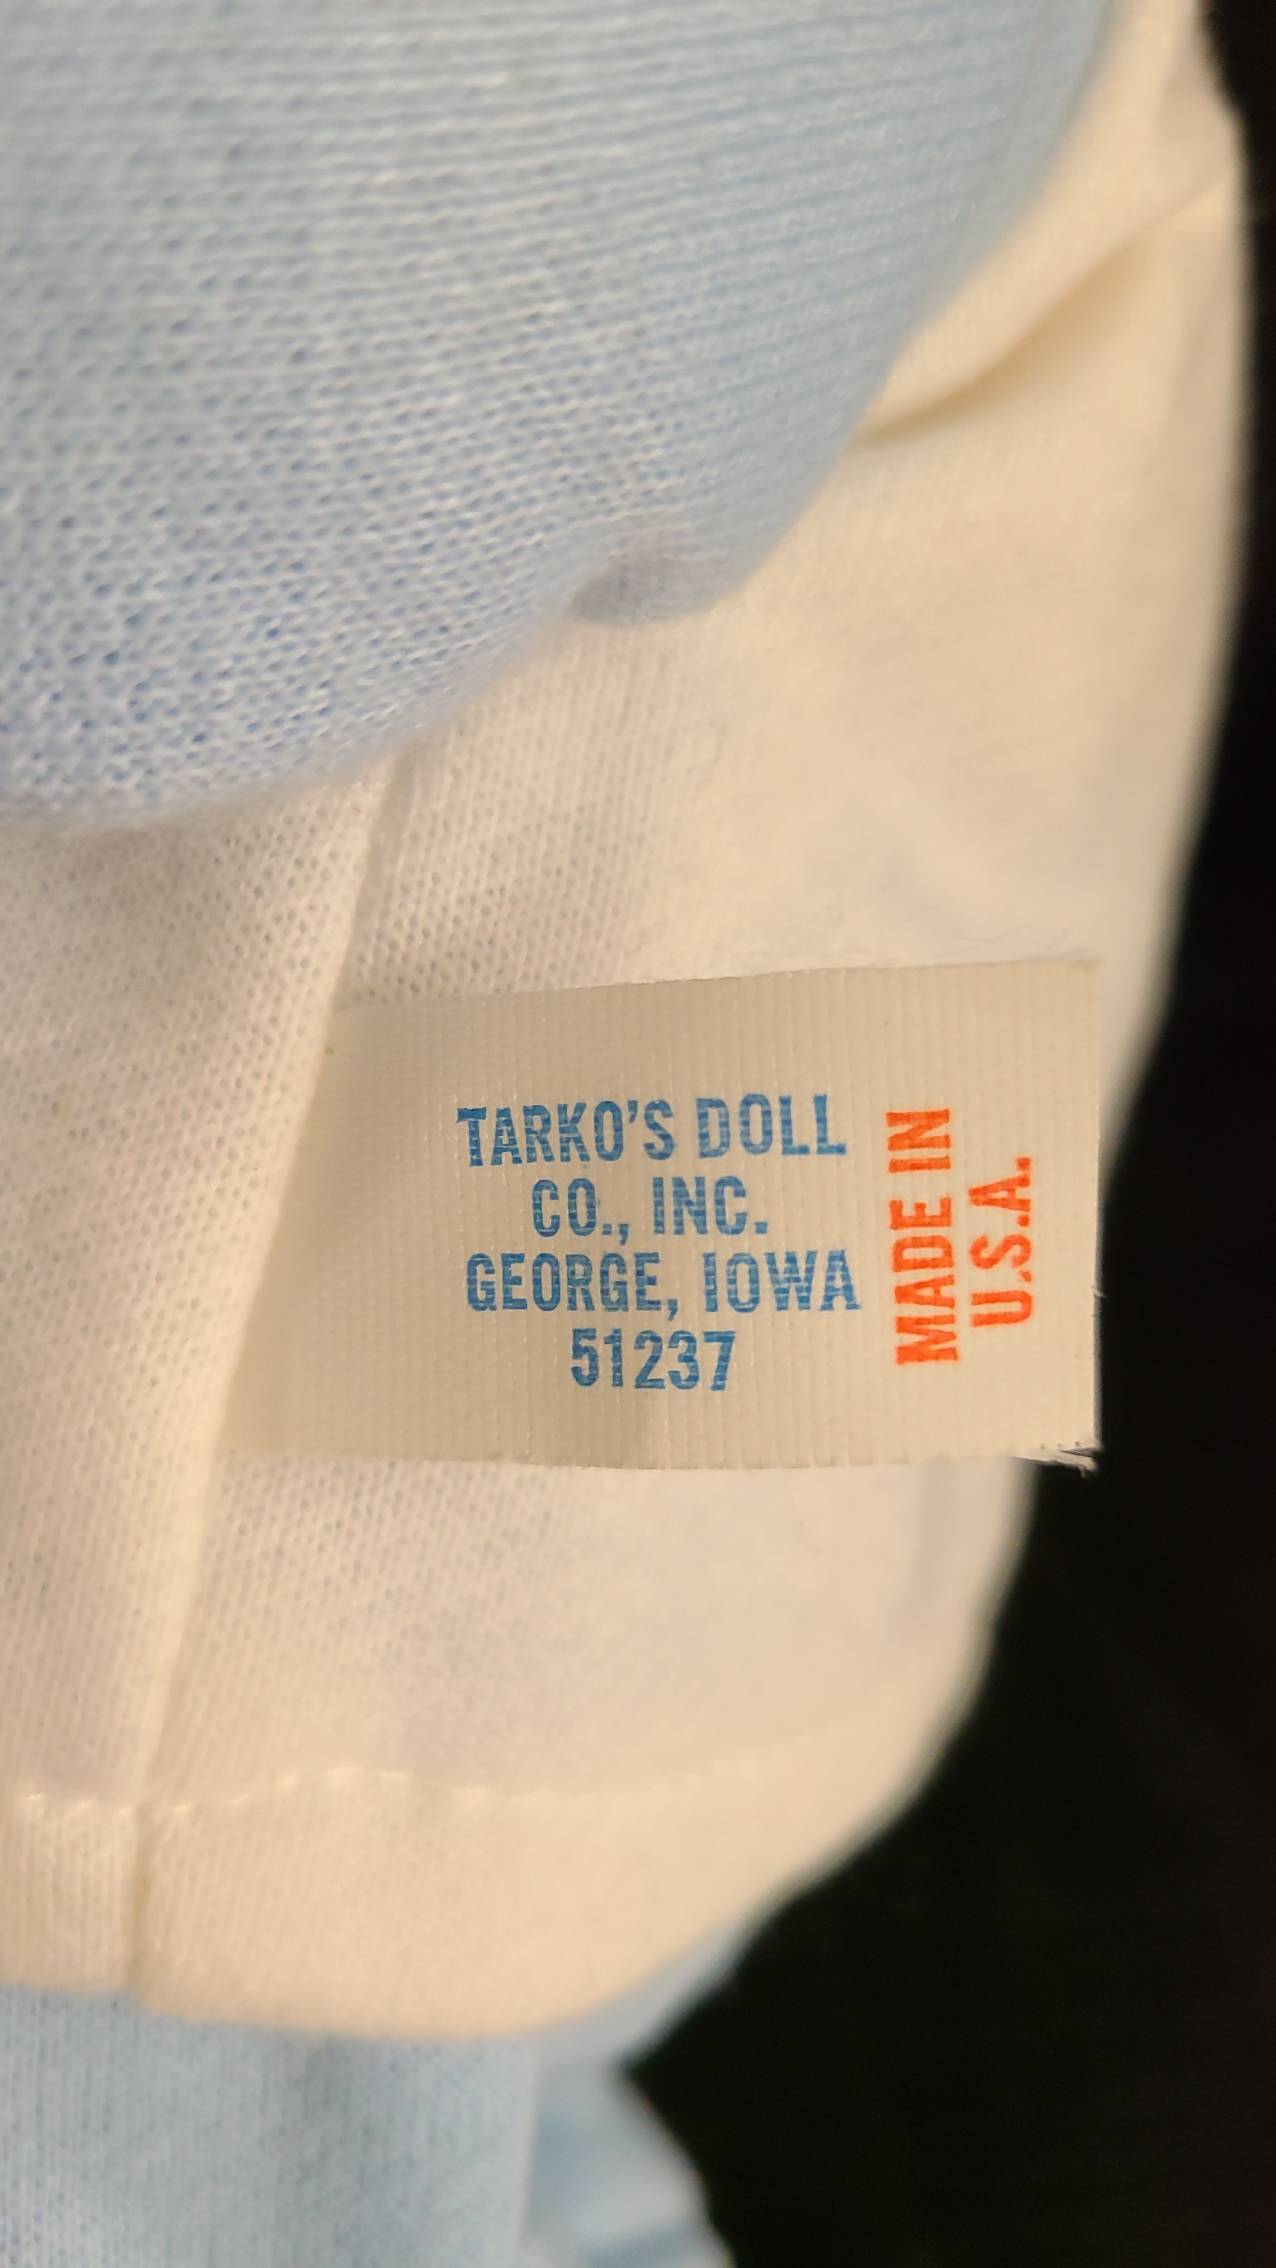 TARKO'S DOLL
CO., INC.
GEORGE, IOWA
51237
MADE IN
U.S.A.